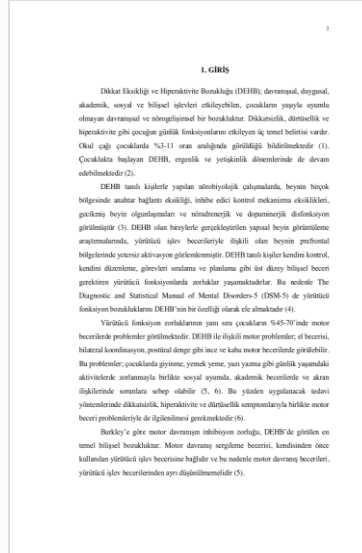 1
1. GİRİŞ
Dikkat Eksikliği ve Hiperaktivite Bozukluğu (DEHB); davranışsal, duygusal,
akademik, sosyal ve bilişsel işlevleri etkileyebilen, çocukların yaşıyla uyumlu
olmayan davranışsal ve nörogelişimsel bir bozukluktur. Dikkatsizlik, dürtüsellik ve
hiperaktivite gibi çocuğun günlük fonksiyonlarını etkileyen üç temel belirtisi vardır.
Okul çağı çocuklarda %3-11 oran aralığında görüldüğü bildirilmektedir (1).
Çocuklukta başlayan DEHB, ergenlik ve yetişkinlik dönemlerinde de devam
edebilmektedir (2).
DEHB tanılı kişilerle yapılan nörobiyolojik çalışmalarda, beynin birçok
bölgesinde anahtar bağlantı eksikliği, inhibe edici kontrol mekanizma eksiklikleri,
gecikmiş beyin olgunlaşmaları ve nöradrenerjik ve dopaminerjik disfonksiyon
görülmüştür (3). DEHB olan bireylerle gerçekleştirilen yapısal beyin görüntüleme
araştırmalarında, yürütücü işlev becerileriyle ilişkili olan beynin prefrontal
bölgelerinde yetersiz aktivasyon gözlemlenmiştir. DEHB tanılı kişiler kendini kontrol,
kendini düzenleme, görevleri sıralama ve planlama gibi üst düzey bilişsel beceri
gerektiren yürütücü fonksiyonlarda zorluklar yaşamaktadırlar. Bu nedenle The
Diagnostic and Statistical Manual of Mental Disorders-5 (DSM-5) de yürütücü
fonksiyon bozukluklarını DEHB'nin bir özelliği olarak ele almaktadır (4).
Yürütücü fonksiyon zorluklarının yanı sıra çocukların %45-70'inde motor
becerilerde problemler görülmektedir. DEHB ile ilişkili motor problemler; el becerisi,
bilateral koordinasyon, postüral denge gibi ince ve kaba motor becerilerde görülebilir.
Bu problemler; çocuklarda giyinme, yemek yeme, yazı yazma gibi günlük yaşamdaki
aktivitelerde zorlanmayla birlikte sosyal uyumda, akademik becerilerde ve akran
ilişkilerinde sorunlara sebep olabilir (5, 6). Bu yüzden uygulanacak tedavi
yöntemlerinde dikkatsizlik, hiperaktivite ve dürtüsellik semptomlarıyla birlikte motor
beceri problemleriyle de ilgilenilmesi gerekmektedir (6).
Barkley'e göre motor davranışın inhibisyon zorluğu, DEHB'de görülen en
temel bilişsel bozukluktur. Motor davranış sergileme becerisi, kendisinden önce
kullanılan yürütücü işlev becerisine bağlıdır ve bu nedenle motor davranış becerileri,
yürütücü işlev becerilerinden ayrı düşünülmemelidir (5).